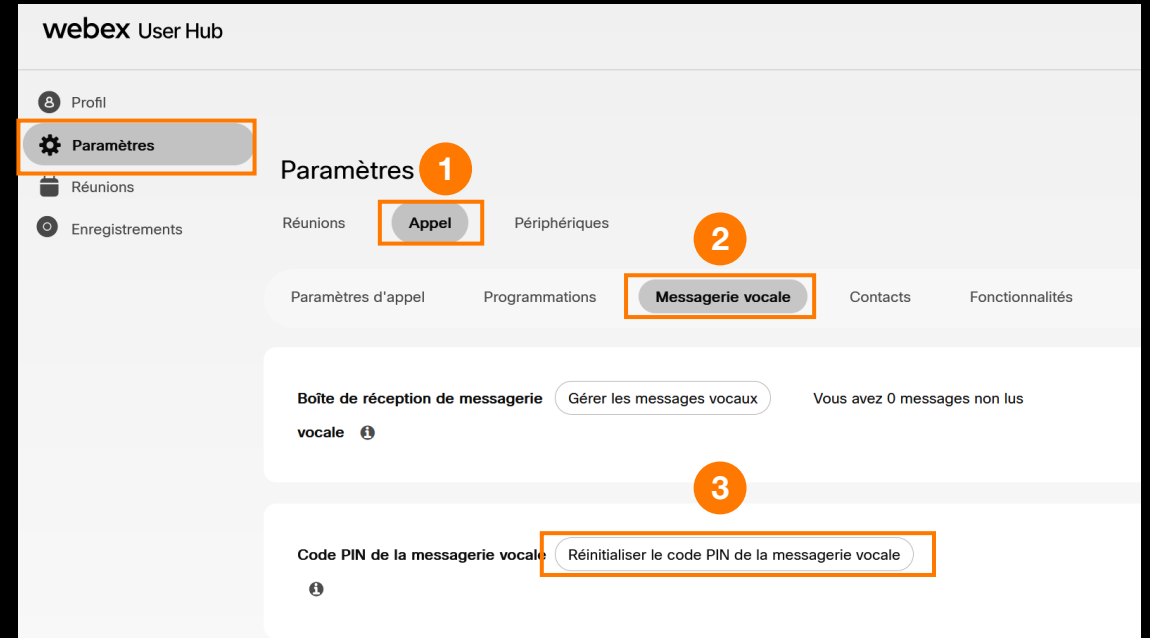 webex User Hub
Profil
Paramètres
Réunions
Enregistrements
Paramètres
1
Réunions
Appel
Périphériques
2
Paramètres d'appel
Programmations
Messagerie vocale
Contacts
Fonctionnalités
Boîte de réception de messagerie
vocale
Gérer les messages vocaux
Vous avez 0 messages non lus
3
Code PIN de la messagerie vocale
Réinitialiser le code PIN de la messagerie vocale